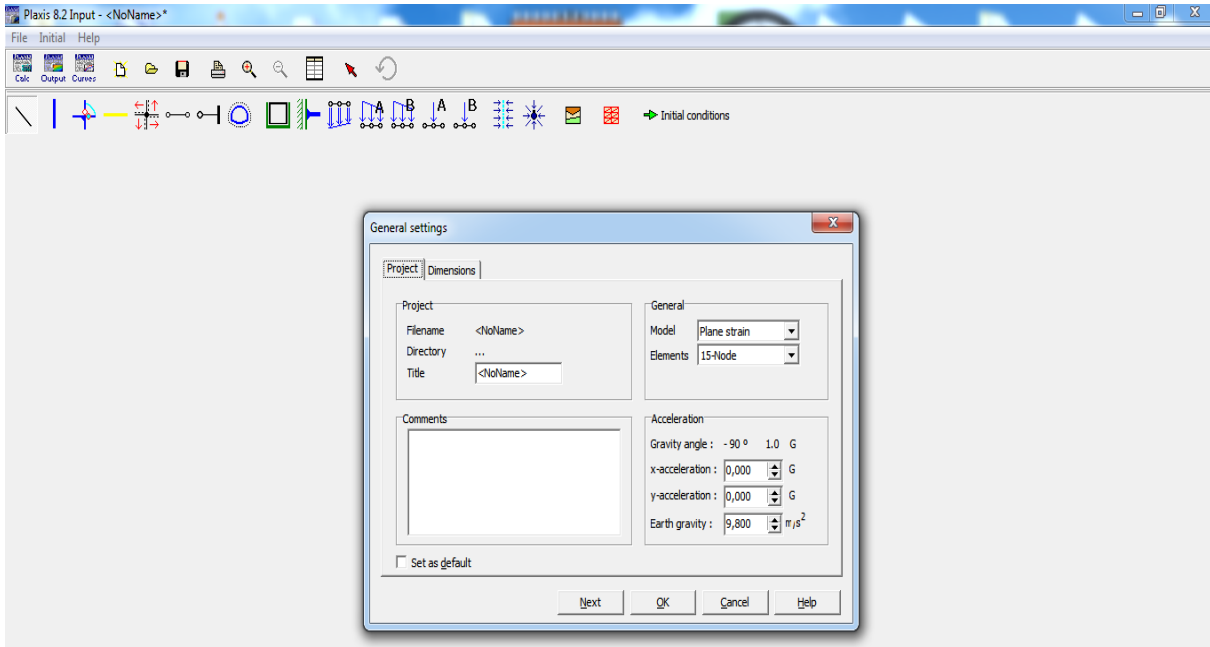 Plaxis 8.2 Input - <NoName>*
File Initial Help
Calc Output Curves
A B A B Initial conditions
General settings
Project Dimensions
Project
Filename <NoName>
Directory ...
Title <NoName>
General
Model Plane strain
Elements 15-Node
Comments
Acceleration
Gravity angle : - 90 º 1.0 G
x-acceleration : 0,000 G
y-acceleration : 0,000 G
Earth gravity : 9,800 m/s²
Set as default
Next OK Cancel Help